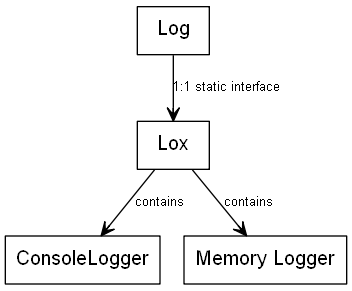 Log
1:1 static interface
Lox
contains
contains
ConsoleLogger
Memory Logger